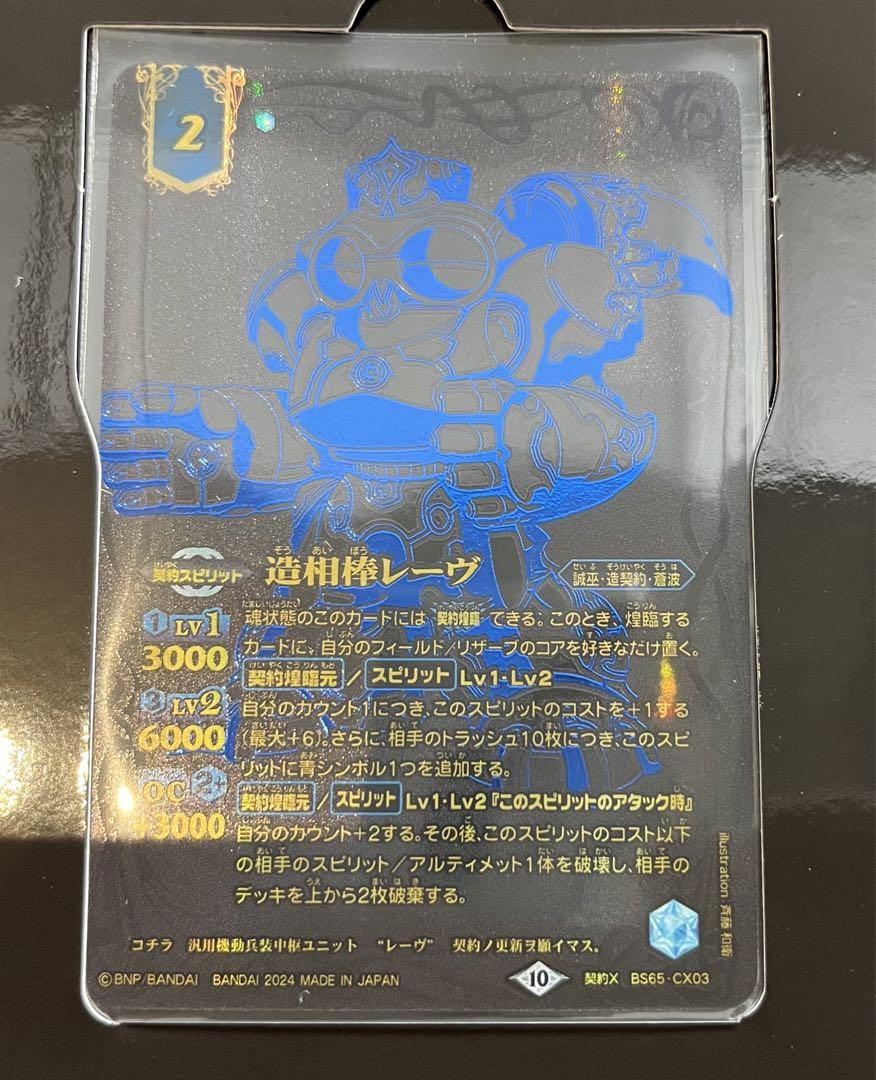 2
契約スピリット
造相棒レーヴ
誠巫・造契約・蒼波
1 LV1
3000
3 LV2
6000
OC 2
+3000
魂状態のこのカードには 契約煌臨 できる。このとき、煌臨する
カードに、自分のフィールド/リザーブのコアを好きなだけ置く。
契約煌臨元 / スピリット Lv1・Lv2
自分のカウント1につき、このスピリットのコストを+1する
(最大+6)。さらに、相手のトラッシュ10枚につき、このスピ
リットに青シンボル1つを追加する。
契約煌臨元 / スピリット Lv1・Lv2『このスピリットのアタック時』
自分のカウント+2する。その後、このスピリットのコスト以下
の相手のスピリット/アルティメット1体を破壊し、相手の
デッキを上から2枚破棄する。
コチラ 汎用機動兵装中枢ユニット “レーヴ” 契約ノ更新ヲ願イマス。
illustration : 斉藤 和衛
©BNP/BANDAI BANDAI 2024 MADE IN JAPAN
10
契約X BS65-CX03